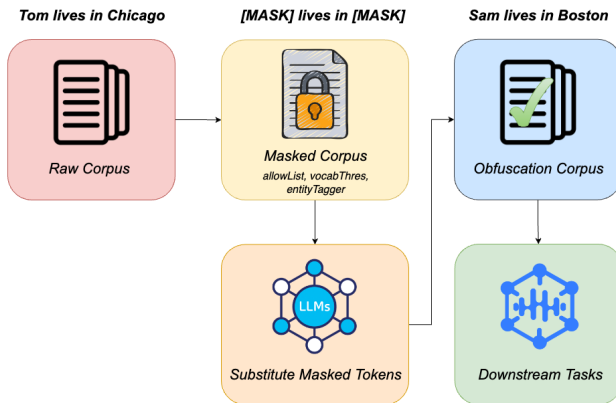 Tom lives in Chicago
[MASK] lives in [MASK]
Sam lives in Boston
Raw Corpus
Masked Corpus
allowList, vocabThres,
entityTagger
Obfuscation Corpus
LLMs
Substitute Masked Tokens
Downstream Tasks